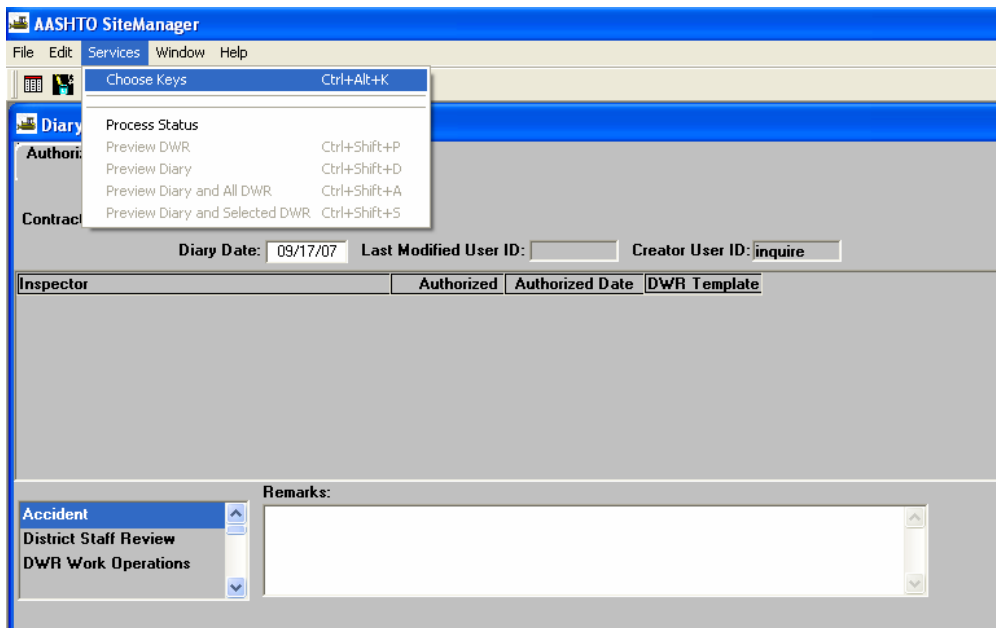 AASHTO SiteManager
File Edit Services Window Help
Choose Keys Ctrl+Alt+K
Diary
Process Status
Authori
Preview DWR Ctrl+Shift+P
Preview Diary Ctrl+Shift+D
Preview Diary and All DWR Ctrl+Shift+A
Preview Diary and Selected DWR Ctrl+Shift+S
Contract
Diary Date: 09/17/07 Last Modified User ID: Creator User ID: inquire
Inspector Authorized Authorized Date DWR Template
Remarks:
Accident
District Staff Review
DWR Work Operations